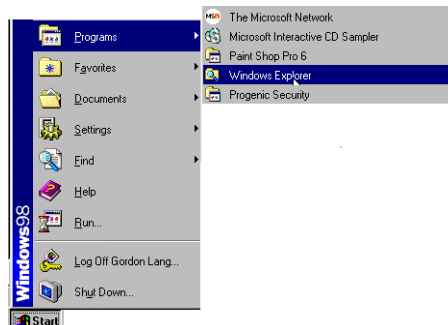 Programs
Favorites
Documents
Settings
Find
Help
Run...
Log Off Gordon Lang...
Shut Down...
Windows98
Start
msn The Microsoft Network
Microsoft Interactive CD Sampler
Paint Shop Pro 6
Windows Explorer
Progenic Security